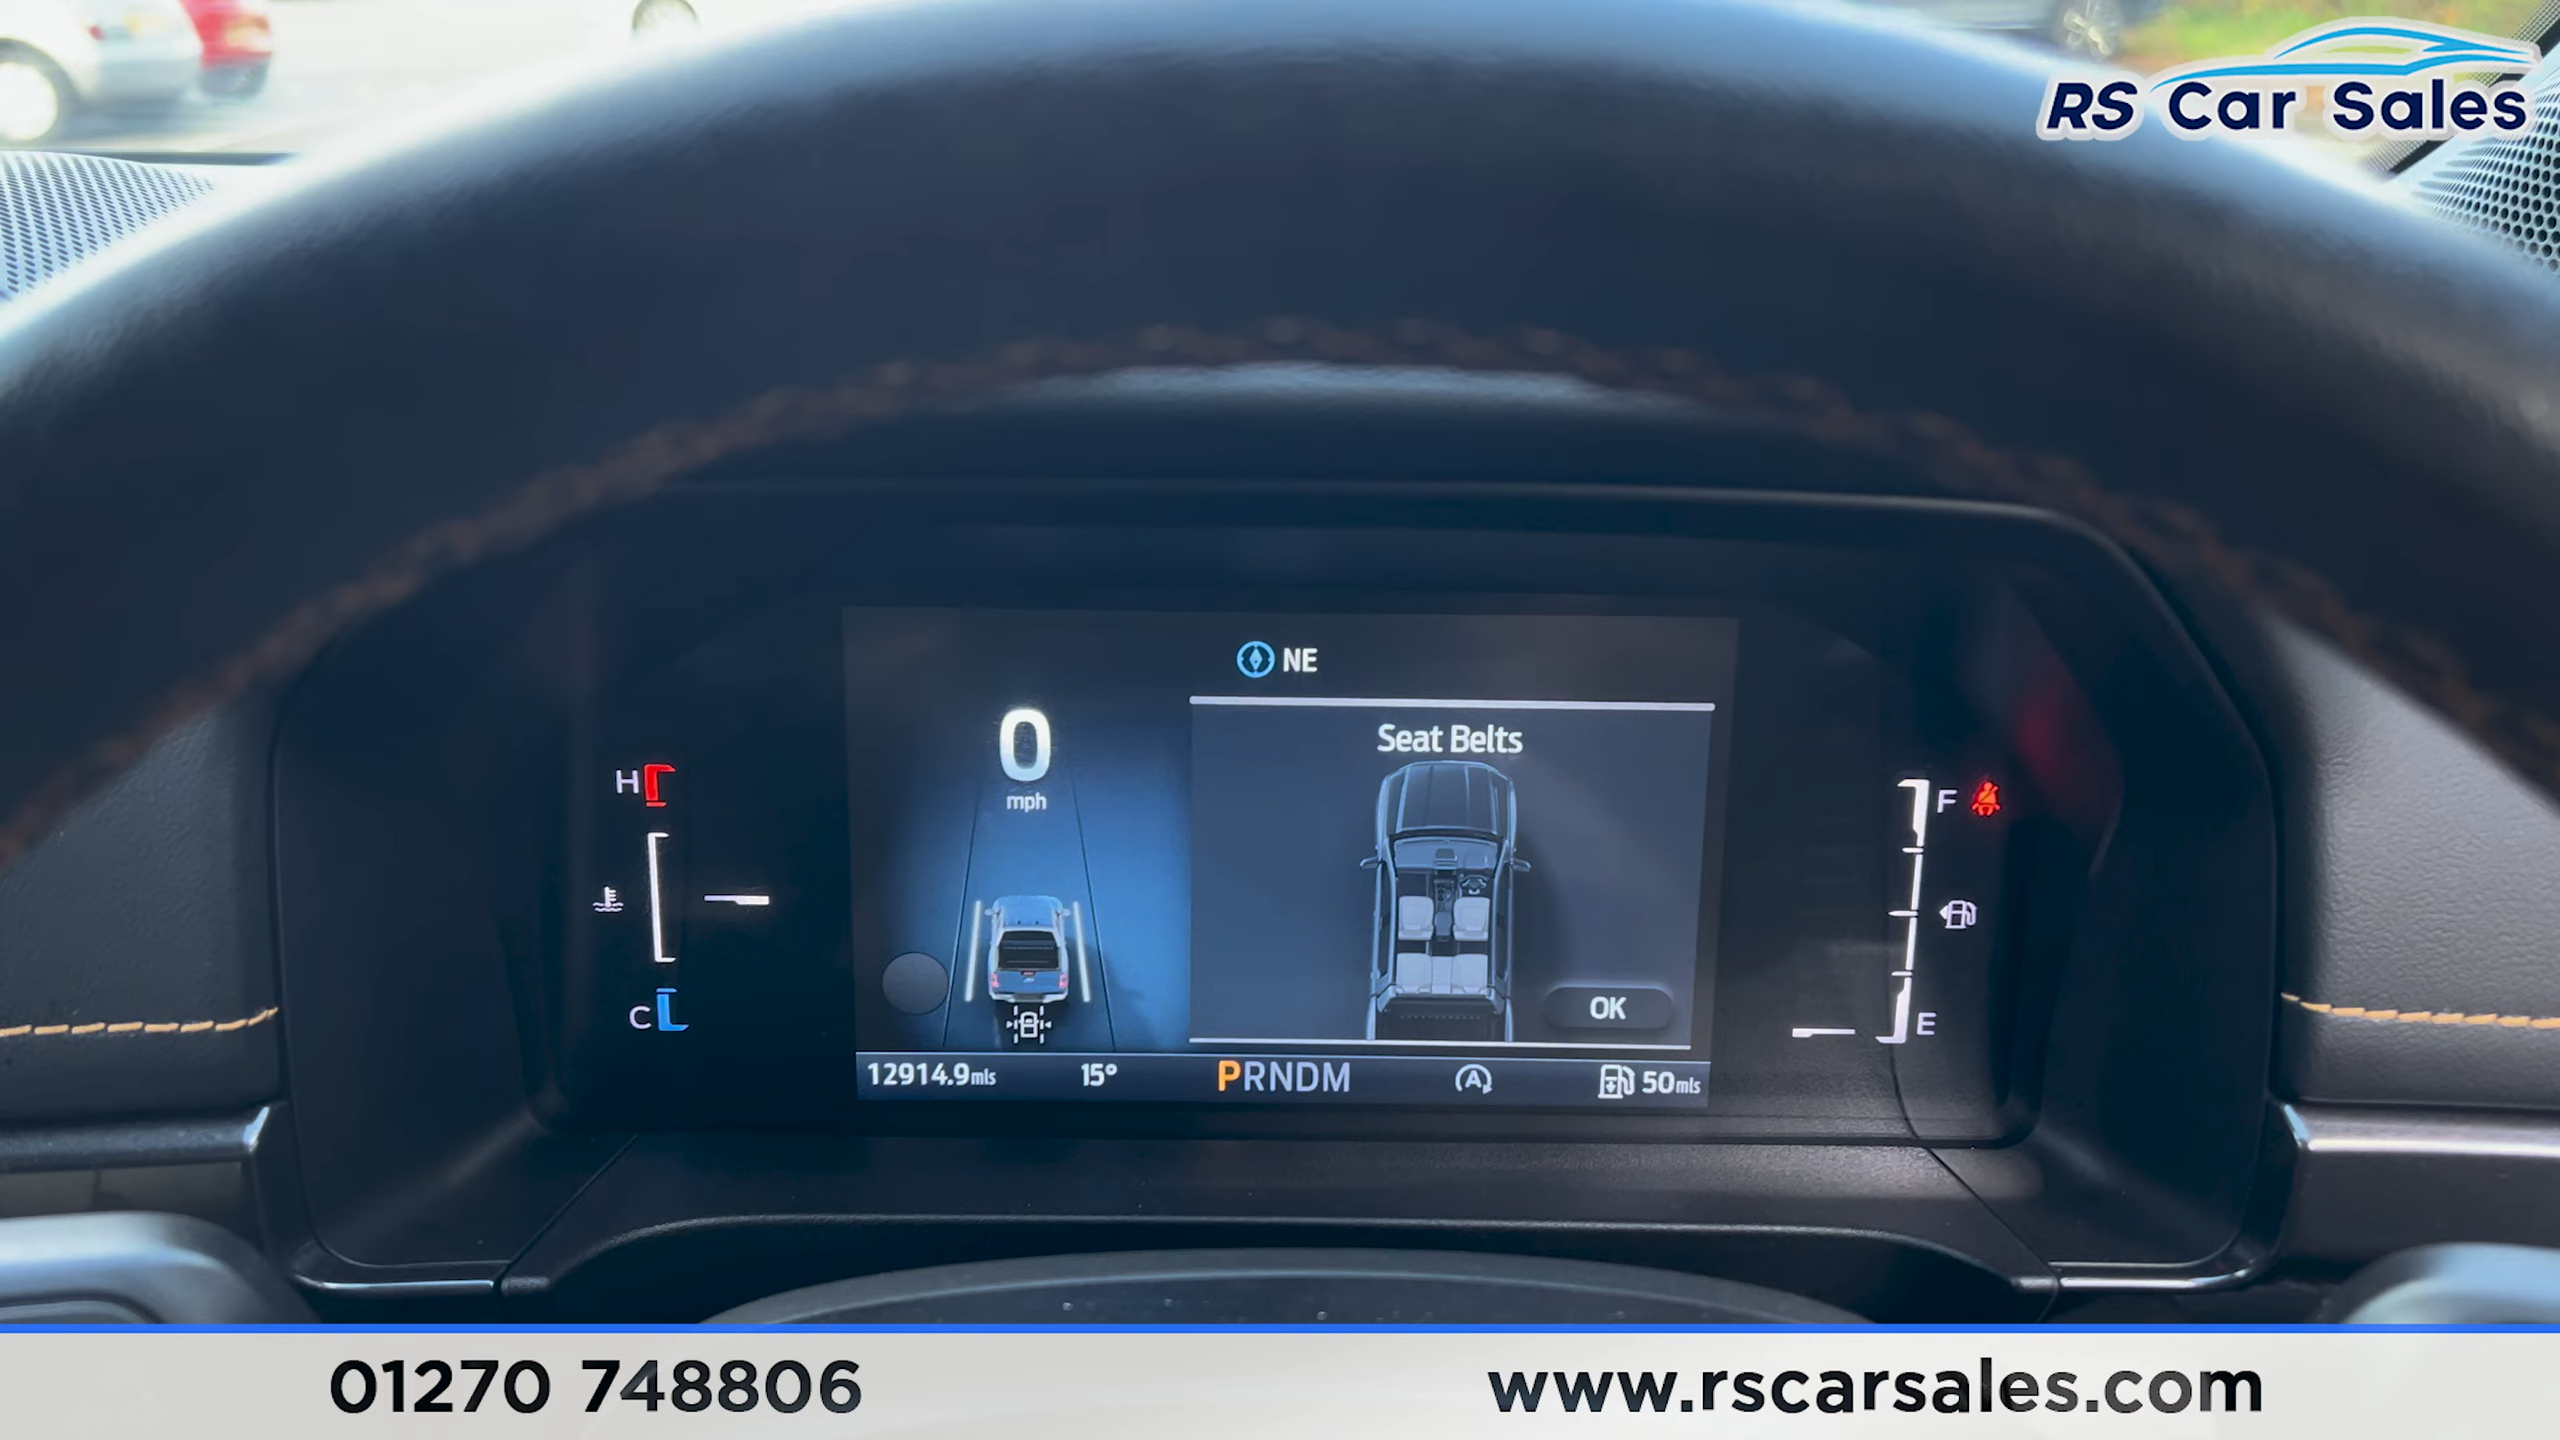 RS Car Sales
NE
0
mph
Seat Belts
H
C
F
E
OK
12914.9mls 15° PRNDM A 50mls
01270 748806
www.rscarsales.com